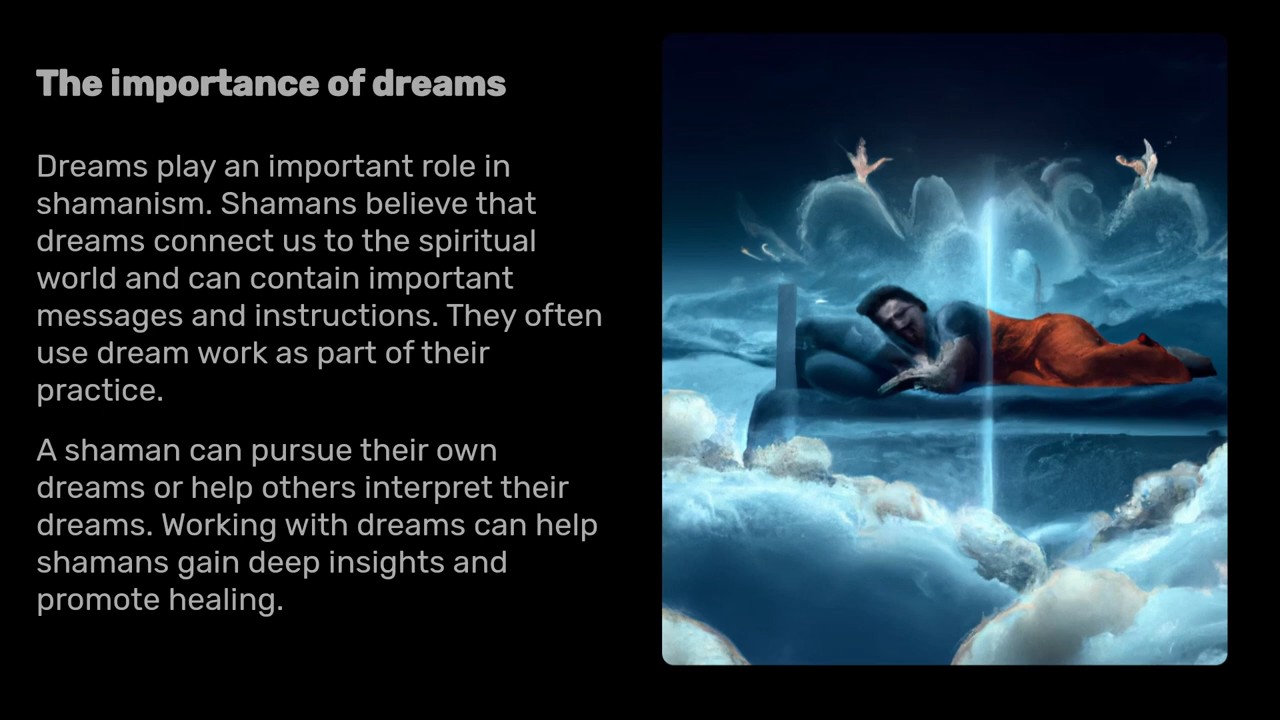 The importance of dreams
Dreams play an important role in
shamanism. Shamans believe that
dreams connect us to the spiritual
world and can contain important
messages and instructions. They often
use dream work as part of their
practice.
A shaman can pursue their own
dreams or help others interpret their
dreams. Working with dreams can help
shamans gain deep insights and
promote healing.